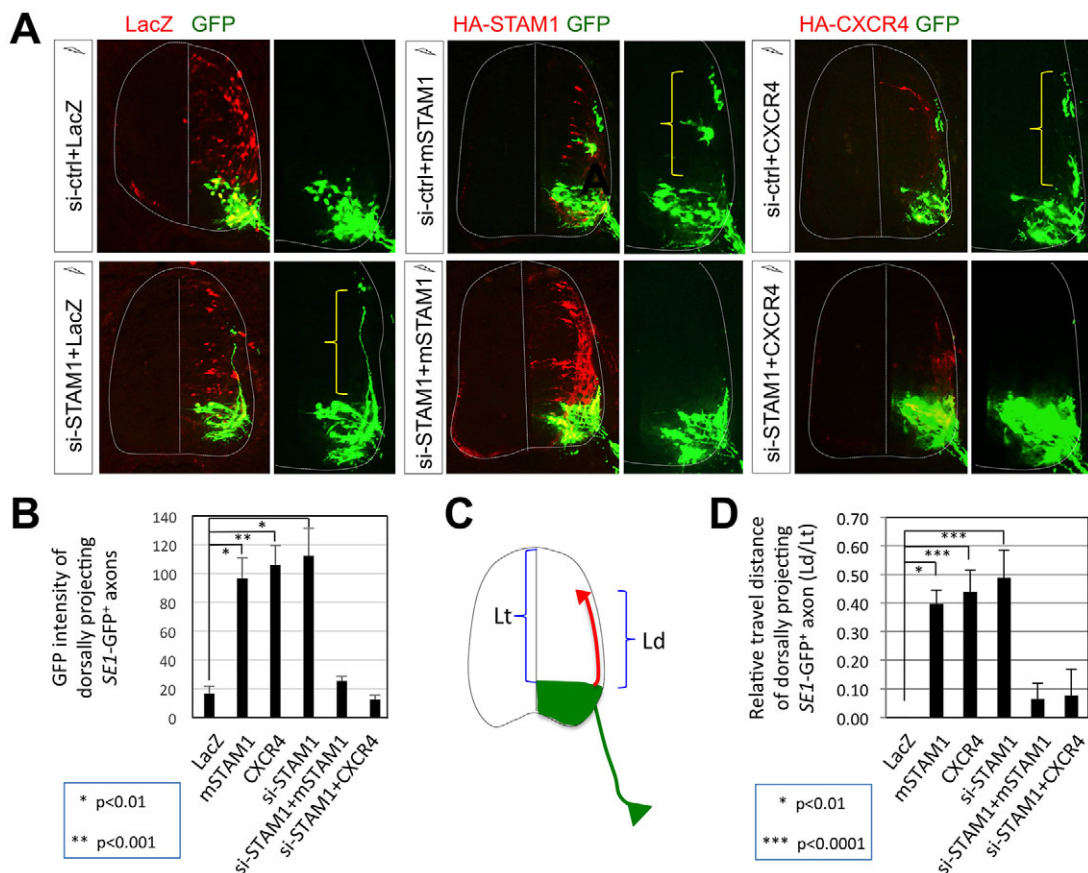 A
LacZ GFP
HA-STAM1 GFP
HA-CXCR4 GFP
si-ctrl+LacZ
si-ctrl+mSTAM1
si-ctrl+CXCR4
A
si-STAM1+LacZ
si-STAM1+mSTAM1
si-STAM1+CXCR4
B
GFP intensity of
dorsally projecting
SE1-GFP⁺ axons
140
120
100
80
60
40
20
0
*
**
*
LacZ
mSTAM1
CXCR4
si-STAM1
si-STAM1+mSTAM1
si-STAM1+CXCR4
* p<0.01
** p<0.001
C
Lt
Ld
D
Relative travel distance
of dorsally projecting
SE1-GFP⁺ axon (Ld/Lt)
0.70
0.60
0.50
0.40
0.30
0.20
0.10
0.00
***
***
*
LacZ
mSTAM1
CXCR4
si-STAM1
si-STAM1+mSTAM1
si-STAM1+CXCR4
* p<0.01
*** p<0.0001